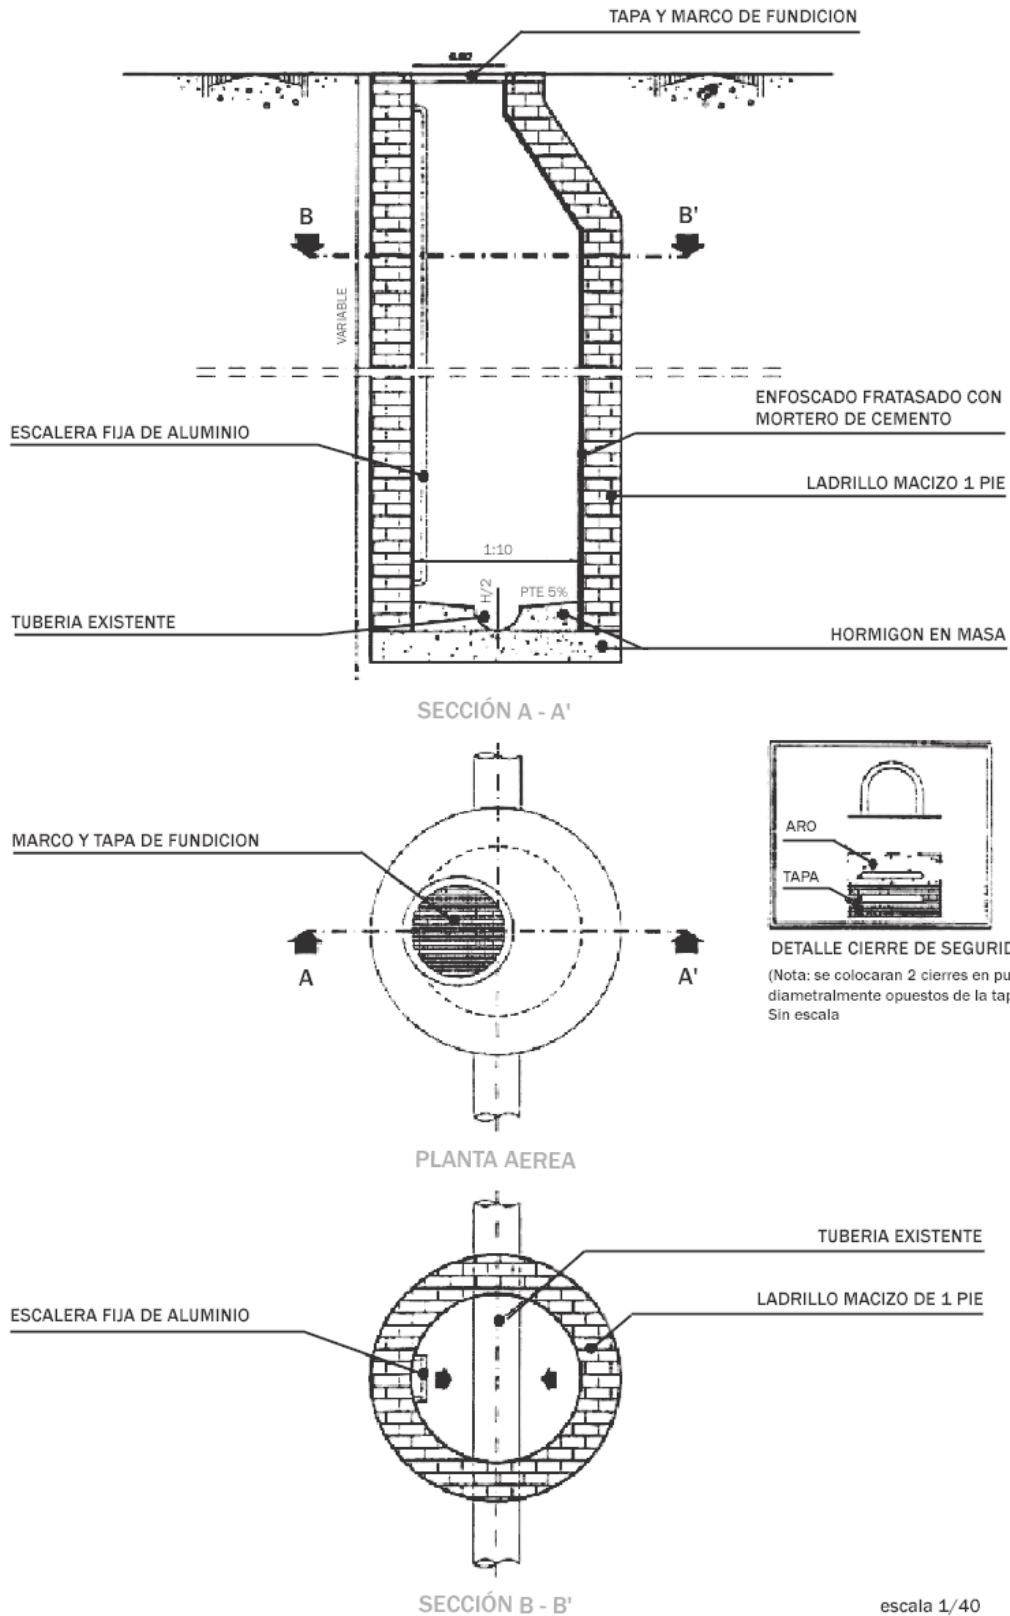 TAPA Y MARCO DE FUNDICION
B
B'
VARIABLE
ENFOSCADO FRATASADO CON
MORTERO DE CEMENTO
ESCALERA FIJA DE ALUMINIO
LADRILLO MACIZO 1 PIE
1:10
H/2
PTE 5%
TUBERIA EXISTENTE
HORMIGON EN MASA
SECCIÓN A - A'
MARCO Y TAPA DE FUNDICION
ARO
TAPA
A
A'
DETALLE CIERRE DE SEGURID
(Nota: se colocaran 2 cierres en pu
diametralmente opuestos de la tap
Sin escala
PLANTA AEREA
TUBERIA EXISTENTE
LADRILLO MACIZO DE 1 PIE
ESCALERA FIJA DE ALUMINIO
SECCIÓN B - B'
escala 1/40